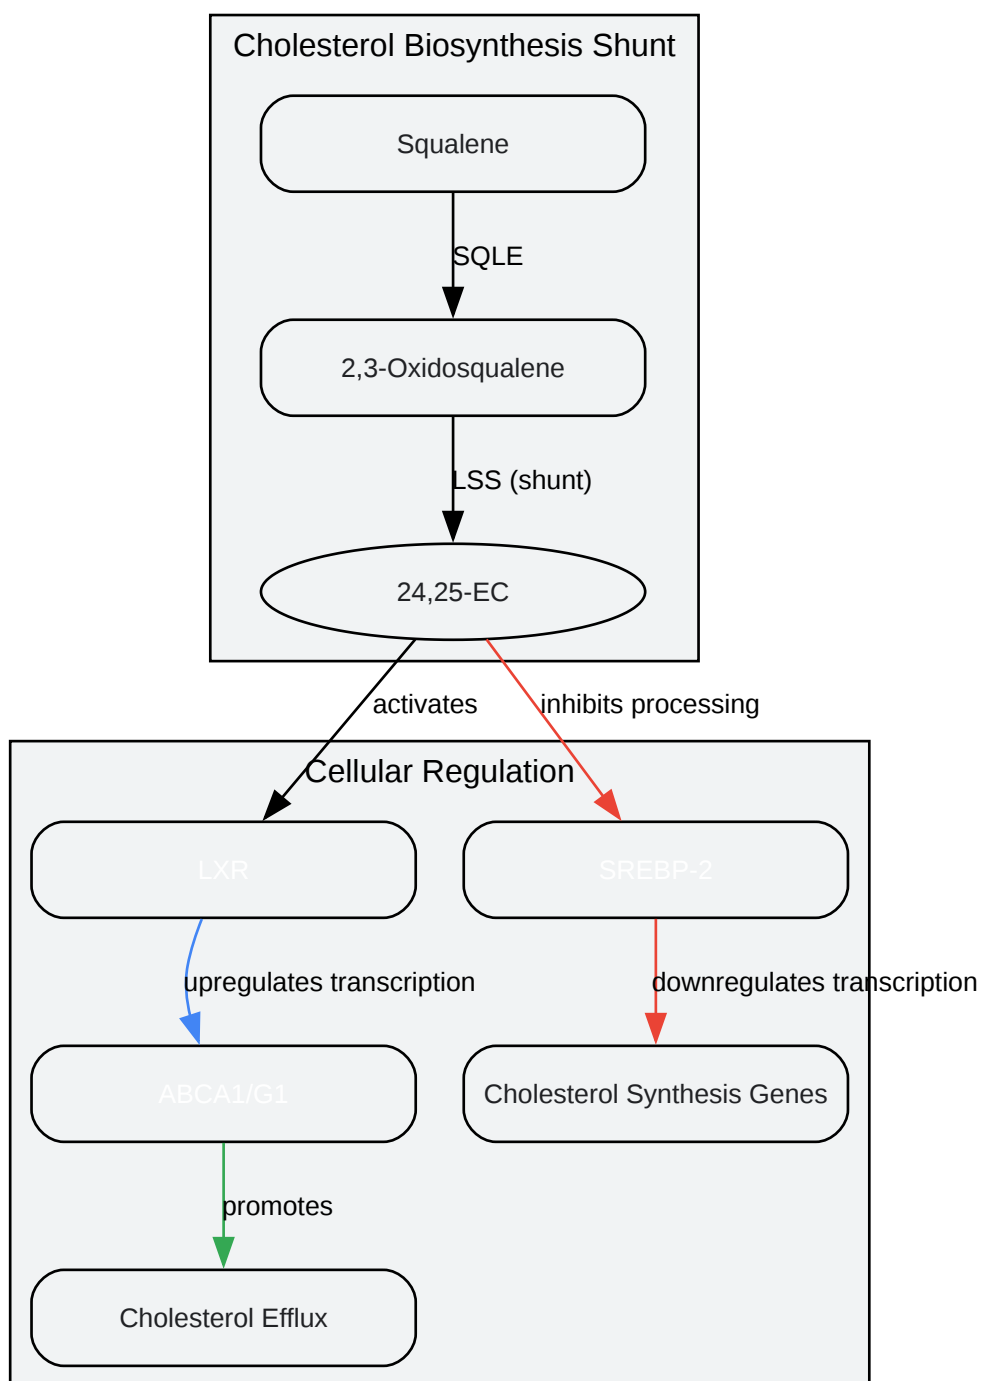 Cholesterol Biosynthesis Shunt
Squalene
SQLE
2,3-Oxidosqualene
LSS (shunt)
24,25-EC
activates
inhibits processing
Cellular Regulation
LXR
SREBP-2
upregulates transcription
downregulates transcription
ABCA1/G1
Cholesterol Synthesis Genes
promotes
Cholesterol Efflux